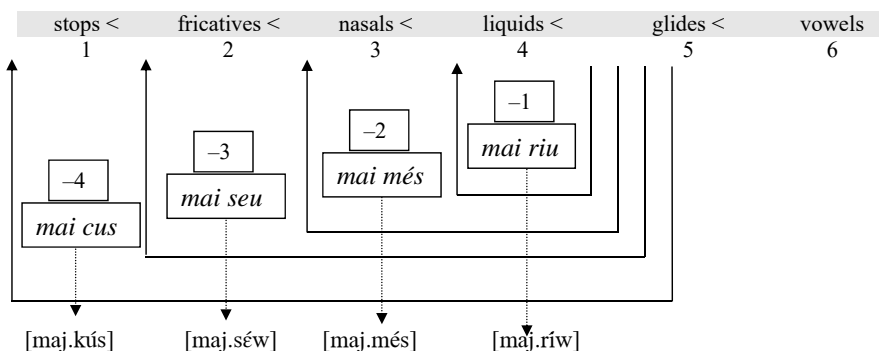 stops < fricatives < nasals < liquids < glides < vowels
1 2 3 4 5 6
–1
–2
mai riu
–3
mai més
–4
mai seu
mai cus
[maj.kús] [maj.sɛ́w] [maj.més] [maj.ríw]